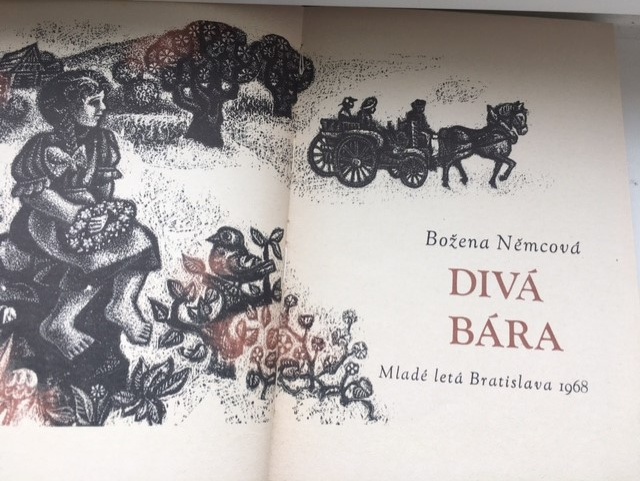 Božena Němcová
DIVÁ
BÁRA
Mladé letá Bratislava 1968